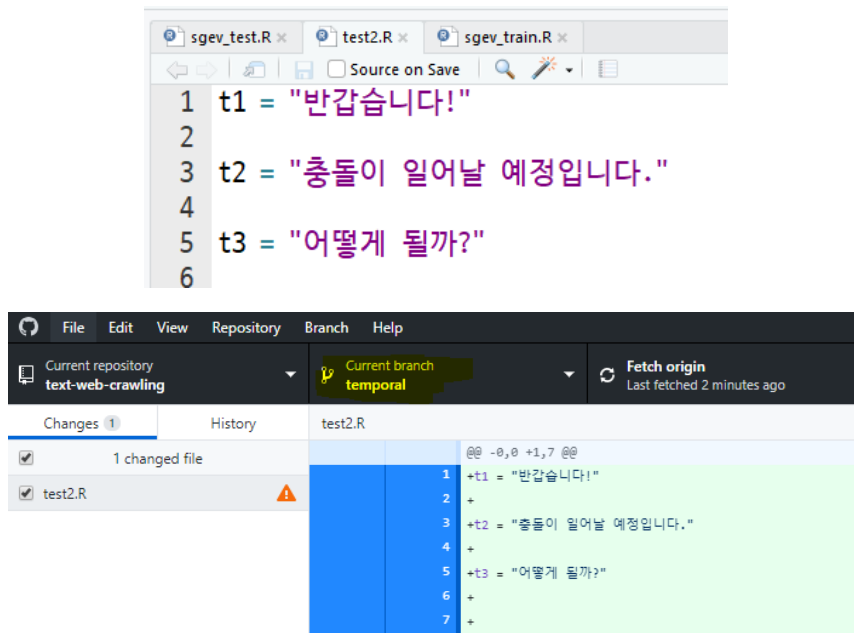 sgev_test.R × test2.R × sgev_train.R ×
Source on Save
1 t1 = "반갑습니다!"
2
3 t2 = "충돌이 일어날 예정입니다."
4
5 t3 = "어떻게 될까?"
6
File Edit View Repository Branch Help
Current repository
text-web-crawling
Current branch
temporal
Fetch origin
Last fetched 2 minutes ago
Changes 1 History
test2.R
1 changed file
test2.R
@@ -0,0 +1,7 @@
1 +t1 = "반갑습니다!"
2 +
3 +t2 = "충돌이 일어날 예정입니다."
4 +
5 +t3 = "어떻게 될까?"
6 +
7 +